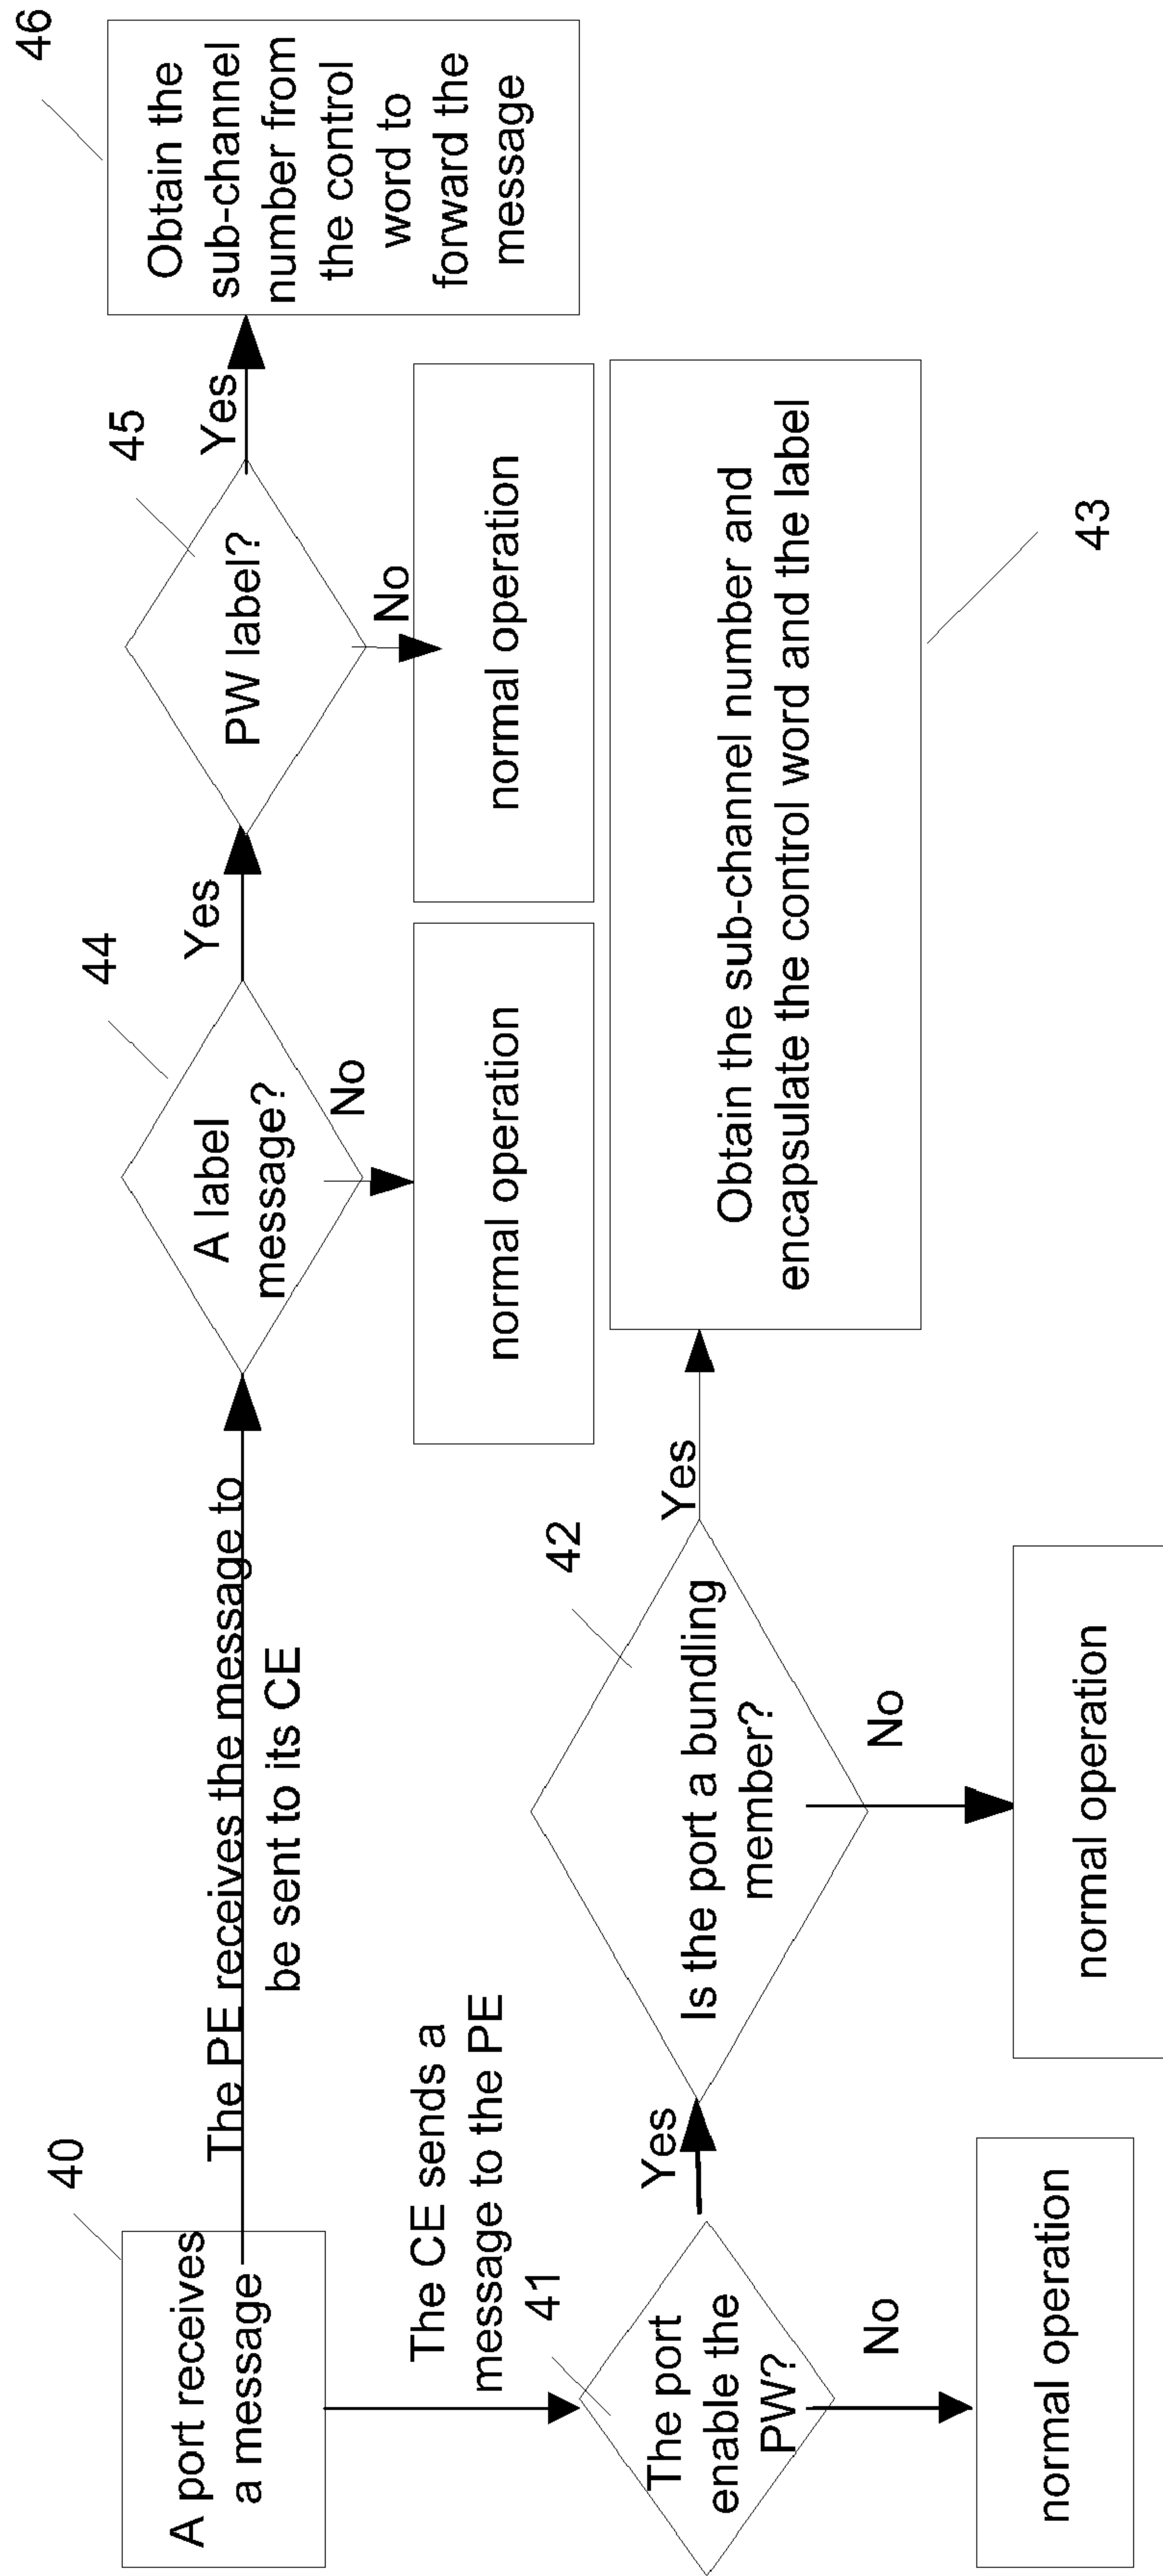 40
A port receives
a message
The PE receives the message to
be sent to its CE
44
A label
message?
Yes
No
normal operation
45
PW label?
Yes
No
normal operation
46
Obtain the
sub-channel
number from
the control
word to
forward the
message
The CE sends a
message to the PE
41
The port
enable the
PW?
Yes
No
normal operation
42
Is the port a bundling
member?
Yes
No
normal operation
Obtain the sub-channel number and
encapsulate the control word and the label
43